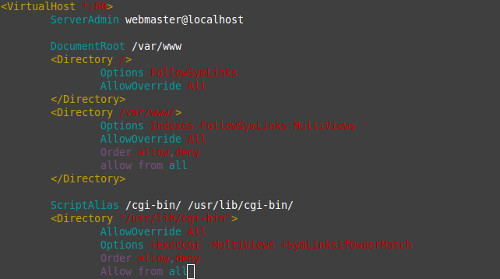 <VirtualHost *:80>
ServerAdmin webmaster@localhost
DocumentRoot /var/www
<Directory />
Options FollowSymLinks
AllowOverride All
</Directory>
<Directory /var/www/>
Options Indexes FollowSymLinks MultiViews
AllowOverride All
Order allow,deny
allow from all
</Directory>
ScriptAlias /cgi-bin/ /usr/lib/cgi-bin/
<Directory "/usr/lib/cgi-bin">
AllowOverride All
Options +ExecCGI -MultiViews +SymLinksIfOwnerMatch
Order allow,deny
Allow from all